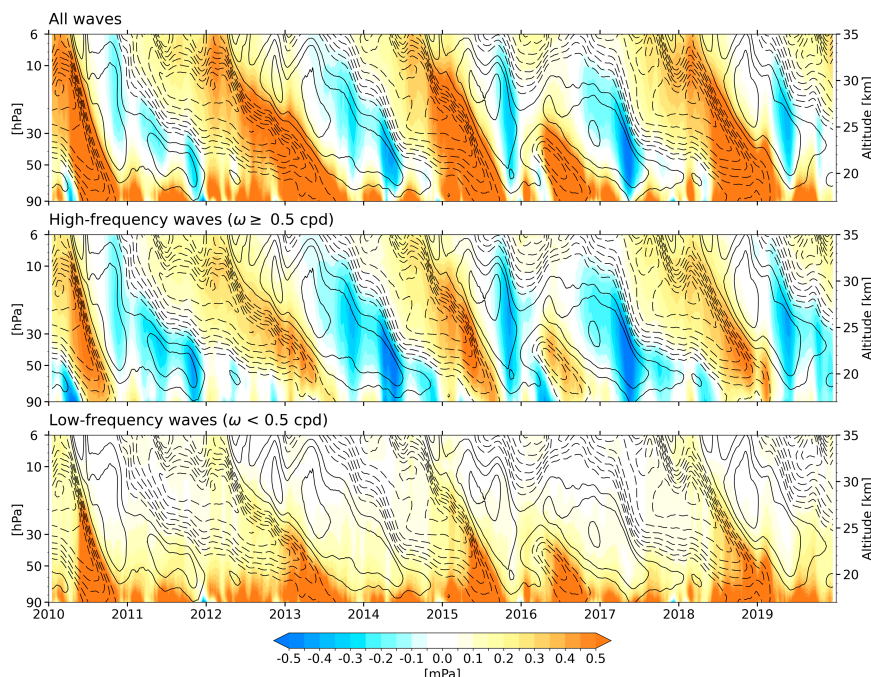 All waves
6
10
30
50
90
[hPa]
35
30
25
20
Altitude [km]
High-frequency waves (ω ≥ 0.5 cpd)
6
10
30
50
90
[hPa]
35
30
25
20
Altitude [km]
Low-frequency waves (ω < 0.5 cpd)
6
10
30
50
90
[hPa]
35
30
25
20
Altitude [km]
2010 2011 2012 2013 2014 2015 2016 2017 2018 2019
-0.5 -0.4 -0.3 -0.2 -0.1 0.0 0.1 0.2 0.3 0.4 0.5
[mPa]